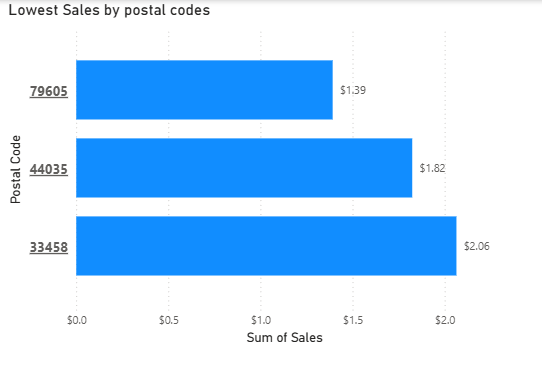 Lowest Sales by postal codes
Postal Code
79605
$1.39
44035
$1.82
33458
$2.06
$0.0 $0.5 $1.0 $1.5 $2.0
Sum of Sales